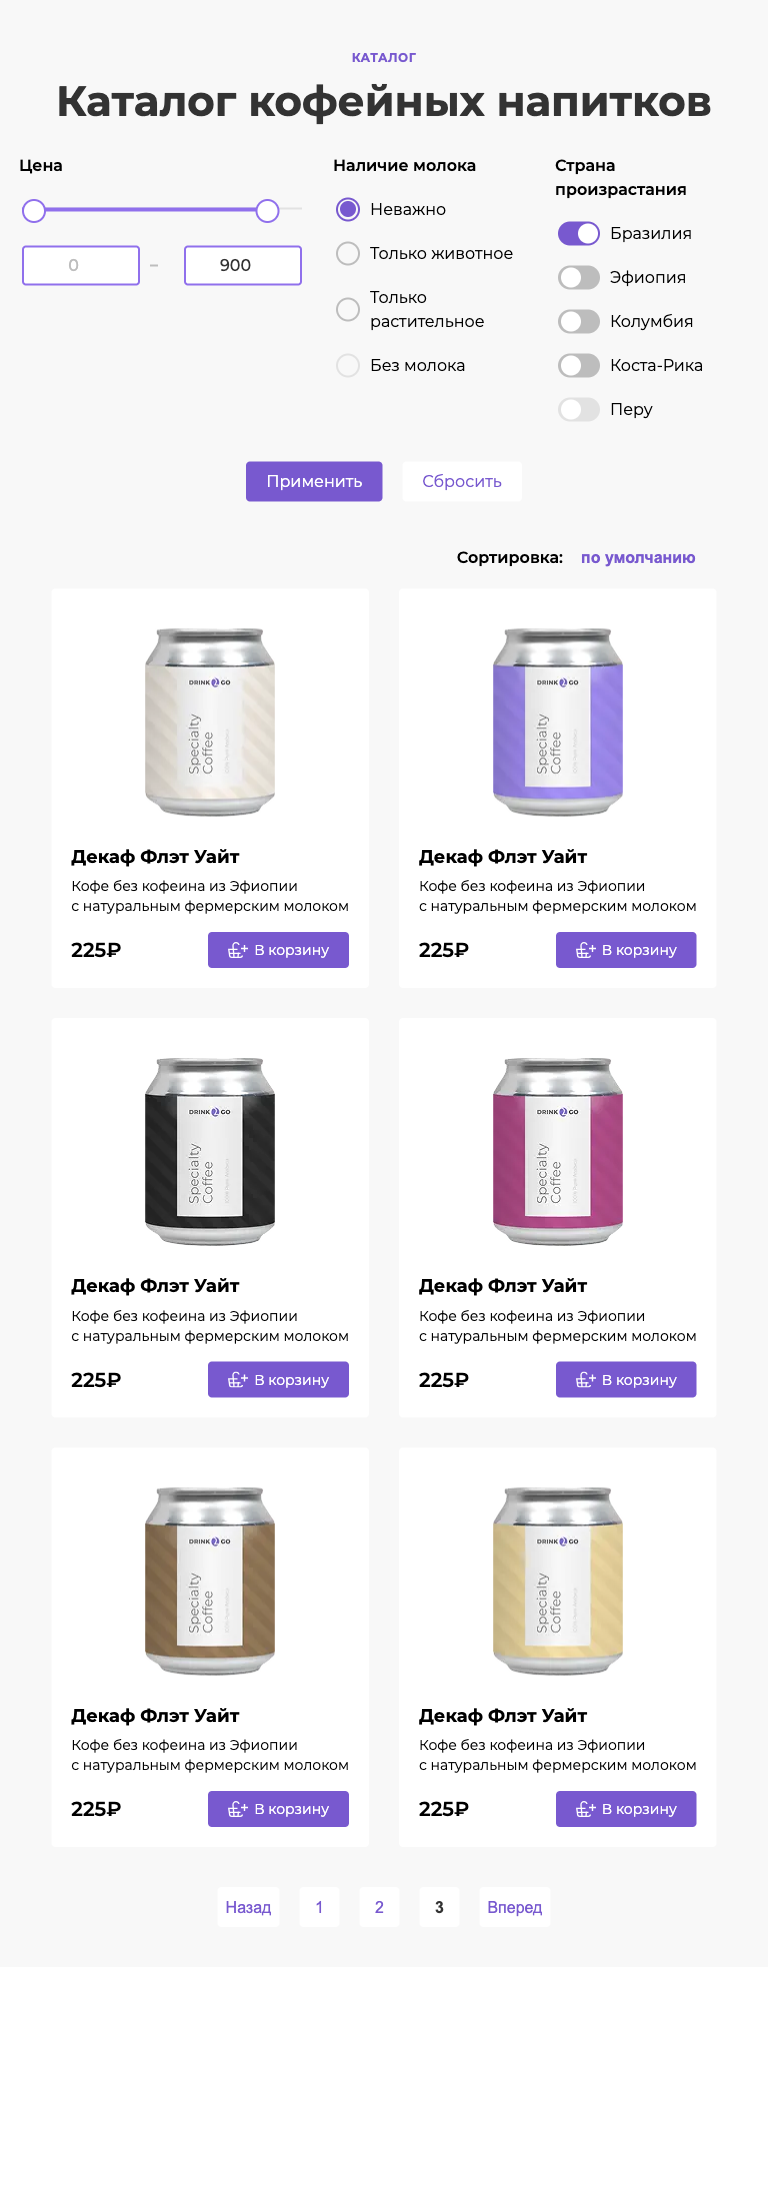 КАТАЛОГ
Каталог кофейных напитков
Цена
0
–
900
Наличие молока
Неважно
Только животное
Только
растительное
Без молока
Страна
произрастания
Бразилия
Эфиопия
Колумбия
Коста-Рика
Перу
Применить
Сбросить
Сортировка: по умолчанию
DRINK 2 GO
Specialty
Coffee
Декаф Флэт Уайт
Кофе без кофеина из Эфиопии
с натуральным фермерским молоком
225₽
В корзину
DRINK 2 GO
Specialty
Coffee
Декаф Флэт Уайт
Кофе без кофеина из Эфиопии
с натуральным фермерским молоком
225₽
В корзину
DRINK 2 GO
Specialty
Coffee
Декаф Флэт Уайт
Кофе без кофеина из Эфиопии
с натуральным фермерским молоком
225₽
В корзину
DRINK 2 GO
Specialty
Coffee
Декаф Флэт Уайт
Кофе без кофеина из Эфиопии
с натуральным фермерским молоком
225₽
В корзину
DRINK 2 GO
Specialty
Coffee
Декаф Флэт Уайт
Кофе без кофеина из Эфиопии
с натуральным фермерским молоком
225₽
В корзину
DRINK 2 GO
Specialty
Coffee
Декаф Флэт Уайт
Кофе без кофеина из Эфиопии
с натуральным фермерским молоком
225₽
В корзину
Назад 1 2 3 Вперед